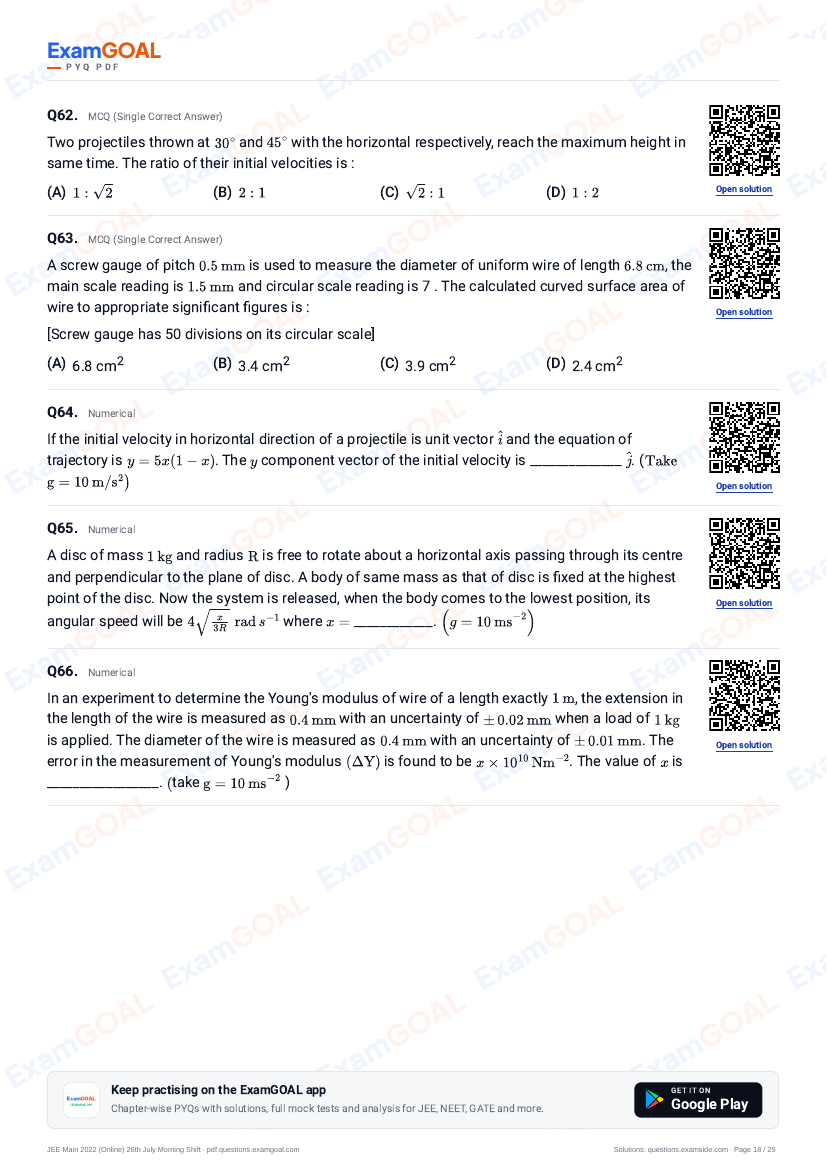 ExamGOAL
PYQ PDF
Q62. MCQ (Single Correct Answer)
Two projectiles thrown at 30° and 45° with the horizontal respectively, reach the maximum height in
same time. The ratio of their initial velocities is :
(A) 1 : √2 (B) 2 : 1 (C) √2 : 1 (D) 1 : 2
Open solution
Q63. MCQ (Single Correct Answer)
A screw gauge of pitch 0.5 mm is used to measure the diameter of uniform wire of length 6.8 cm, the
main scale reading is 1.5 mm and circular scale reading is 7 . The calculated curved surface area of
wire to appropriate significant figures is :
[Screw gauge has 50 divisions on its circular scale]
(A) 6.8 cm² (B) 3.4 cm² (C) 3.9 cm² (D) 2.4 cm²
Open solution
Q64. Numerical
If the initial velocity in horizontal direction of a projectile is unit vector î and the equation of
trajectory is y = 5x(1 − x). The y component vector of the initial velocity is ______________ ĵ. (Take
g = 10 m/s²)
Open solution
Q65. Numerical
A disc of mass 1 kg and radius R is free to rotate about a horizontal axis passing through its centre
and perpendicular to the plane of disc. A body of same mass as that of disc is fixed at the highest
point of the disc. Now the system is released, when the body comes to the lowest position, its
angular speed will be 4√(x/3R) rad s⁻¹ where x = ____________. (g = 10 ms⁻²)
Open solution
Q66. Numerical
In an experiment to determine the Young's modulus of wire of a length exactly 1 m, the extension in
the length of the wire is measured as 0.4 mm with an uncertainty of ± 0.02 mm when a load of 1 kg
is applied. The diameter of the wire is measured as 0.4 mm with an uncertainty of ± 0.01 mm. The
error in the measurement of Young's modulus (ΔY) is found to be x × 10¹⁰ Nm⁻². The value of x is
_________________. (take g = 10 ms⁻² )
Open solution
Keep practising on the ExamGOAL app
Chapter-wise PYQs with solutions, full mock tests and analysis for JEE, NEET, GATE and more.
GET IT ON
Google Play
JEE Main 2022 (Online) 26th July Morning Shift · pdf.questions.examgoal.com
Solutions: questions.examside.com · Page 18 / 25